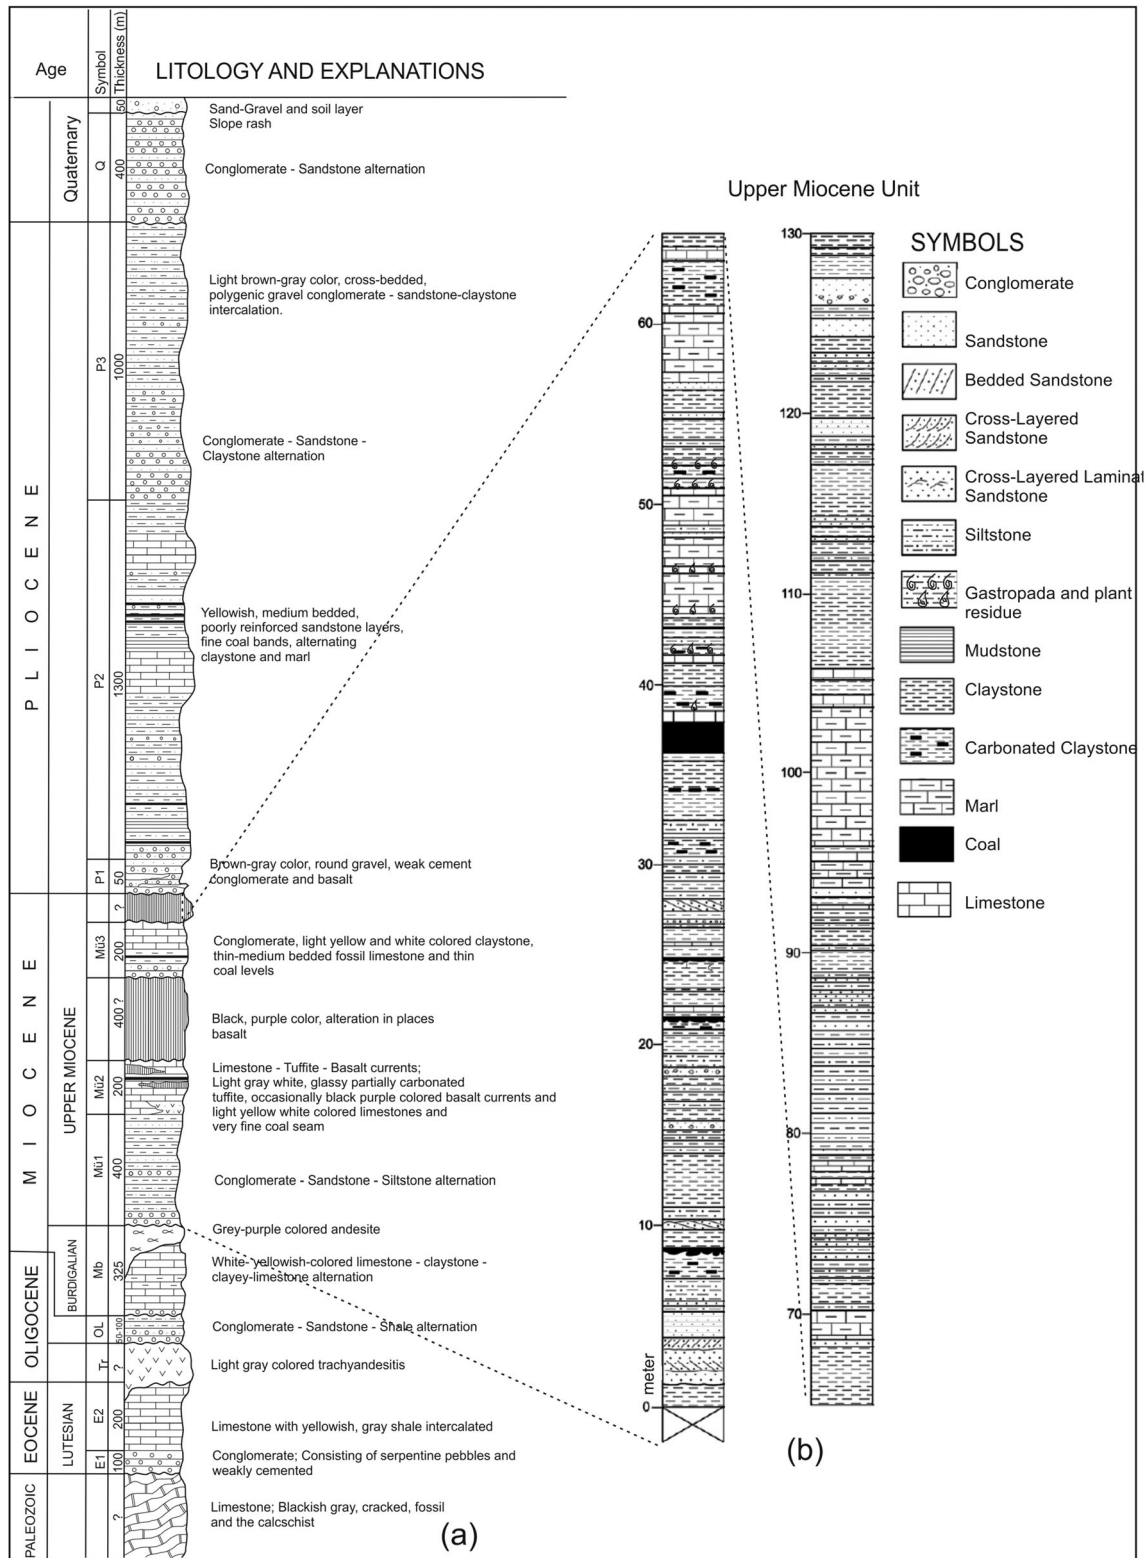 Age
Symbol
Thickness (m)
LITOLOGY AND EXPLANATIONS
Quaternary
PLIOCENE
MIOCENE
UPPER MIOCENE
BURDIGALIAN
OLIGOCENE
EOCENE
LUTESIAN
PALEOZOIC
50
Q
400
P3
1000
P2
1300
P1
50
?
Mü3
200
400 ?
Mü2
200
Mü1
400
Mb
325
OL
50-100
Tr
?
E2
200
E1
100
?
Sand-Gravel and soil layer
Slope rash
Conglomerate - Sandstone alternation
Light brown-gray color, cross-bedded,
polygenic gravel conglomerate - sandstone-claystone
intercalation.
Conglomerate - Sandstone -
Claystone alternation
Yellowish, medium bedded,
poorly reinforced sandstone layers,
fine coal bands, alternating
claystone and marl
Brown-gray color, round gravel, weak cement
conglomerate and basalt
Conglomerate, light yellow and white colored claystone,
thin-medium bedded fossil limestone and thin
coal levels
Black, purple color, alteration in places
basalt
Limestone - Tuffite - Basalt currents;
Light gray white, glassy partially carbonated
tuffite, occasionally black purple colored basalt currents and
light yellow white colored limestones and
very fine coal seam
Conglomerate - Sandstone - Siltstone alternation
Grey-purple colored andesite
White- yellowish-colored limestone - claystone -
clayey-limestone alternation
Conglomerate - Sandstone - Shale alternation
Light gray colored trachyandesitis
Limestone with yellowish, gray shale intercalated
Conglomerate; Consisting of serpentine pebbles and
weakly cemented
Limestone; Blackish gray, cracked, fossil
and the calcschist
(a)
Upper Miocene Unit
60
50
40
30
20
10
0
meter
130
120
110
100
90
80
70
(b)
SYMBOLS
Conglomerate
Sandstone
Bedded Sandstone
Cross-Layered
Sandstone
Cross-Layered Laminat
Sandstone
Siltstone
Gastropada and plant
residue
Mudstone
Claystone
Carbonated Claystone
Marl
Coal
Limestone